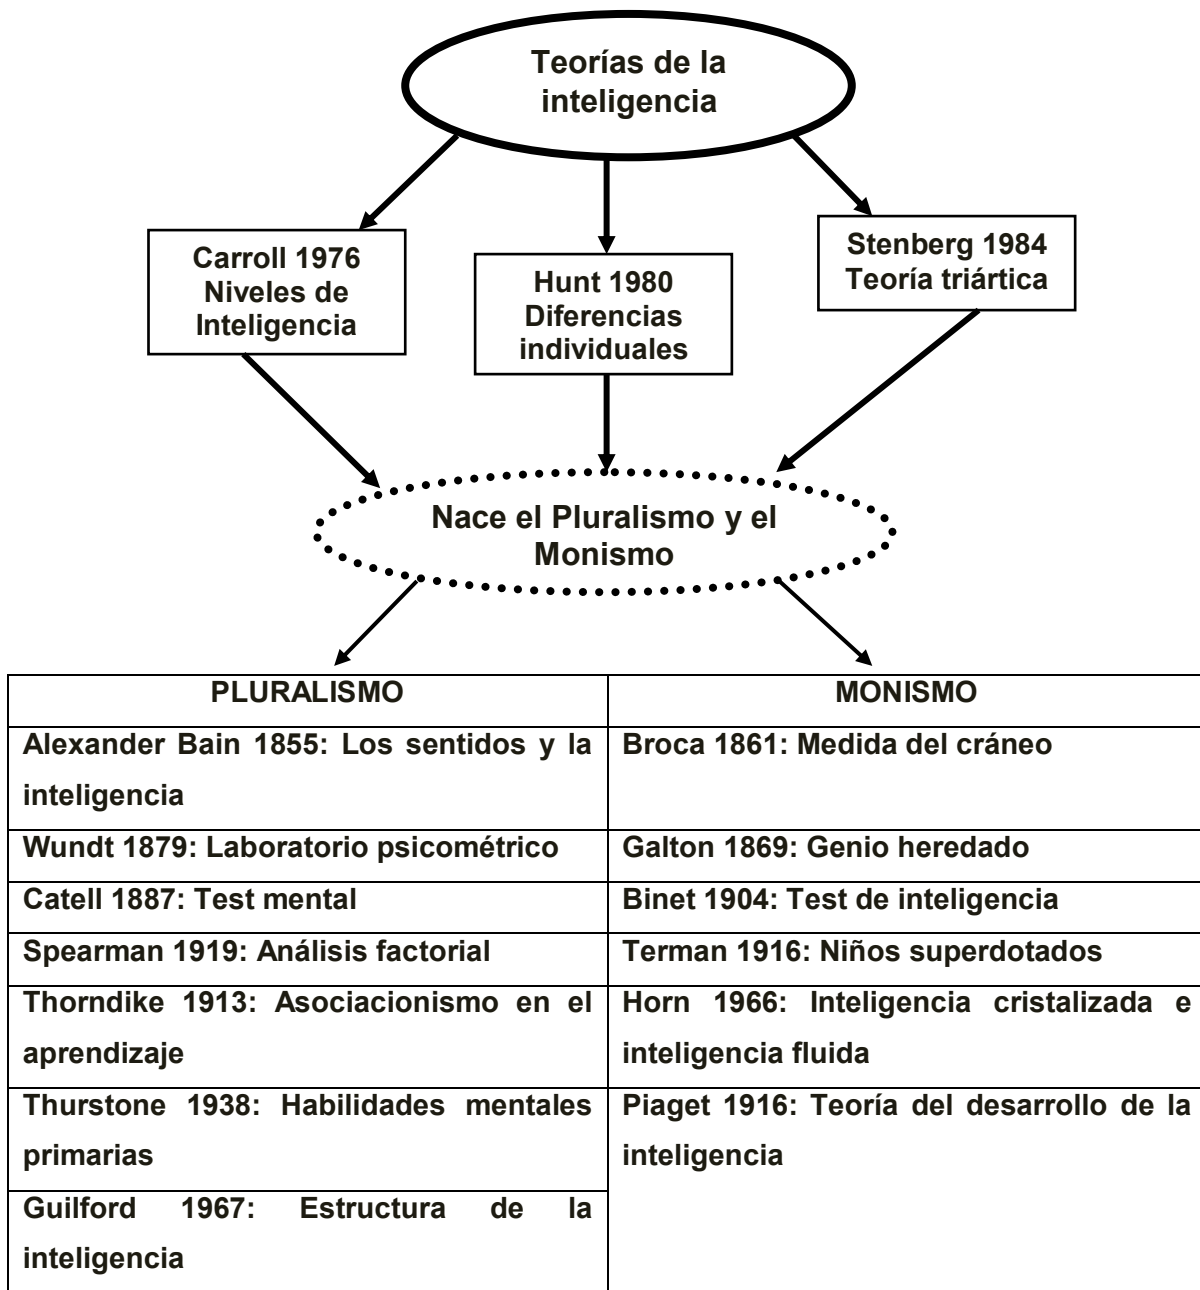 Teorías de la
inteligencia
Carroll 1976
Niveles de
Inteligencia
Hunt 1980
Diferencias
individuales
Stenberg 1984
Teoría triártica
Nace el Pluralismo y el
Monismo
PLURALISMO
MONISMO
Alexander Bain 1855: Los sentidos y la
inteligencia
Broca 1861: Medida del cráneo
Wundt 1879: Laboratorio psicométrico
Galton 1869: Genio heredado
Catell 1887: Test mental
Binet 1904: Test de inteligencia
Spearman 1919: Análisis factorial
Terman 1916: Niños superdotados
Thorndike 1913: Asociacionismo en el
aprendizaje
Horn 1966: Inteligencia cristalizada e
inteligencia fluida
Thurstone 1938: Habilidades mentales
primarias
Piaget 1916: Teoría del desarrollo de la
inteligencia
Guilford 1967: Estructura de la
inteligencia